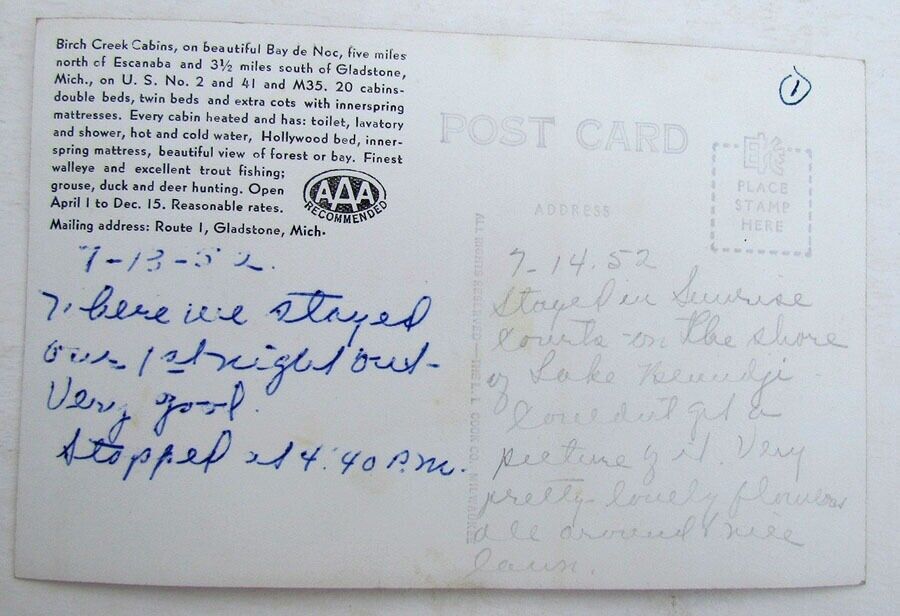 Birch Creek Cabins, on beautiful Bay de Noc, five miles
north of Escanaba and 3½ miles south of Gladstone,
Mich., on U. S. No. 2 and 41 and M35. 20 cabins-
double beds, twin beds and extra cots with innerspring
mattresses. Every cabin heated and has: toilet, lavatory
and shower, hot and cold water, Hollywood bed, inner-
spring mattress, beautiful view of forest or bay. Finest
walleye and excellent trout fishing;
grouse, duck and deer hunting. Open
April 1 to Dec. 15. Reasonable rates.
Mailing address: Route 1, Gladstone, Mich.
AAA
RECOMMENDED
7-13-52.
Where we stayed
our 1st night out-
Very good.
Stopped at 4:40 P.M.
ALL RIGHTS RESERVED—THE L. L. COOK CO. MILWAUKEE
1
POST CARD
ADDRESS
PLACE
STAMP
HERE
7-14.52
Stayed in Sunrise
Courts-on the shore
of Lake Bemidji
Couldn't get a
picture of it. Very
pretty-lovely flowers
all around & nice
lawn.